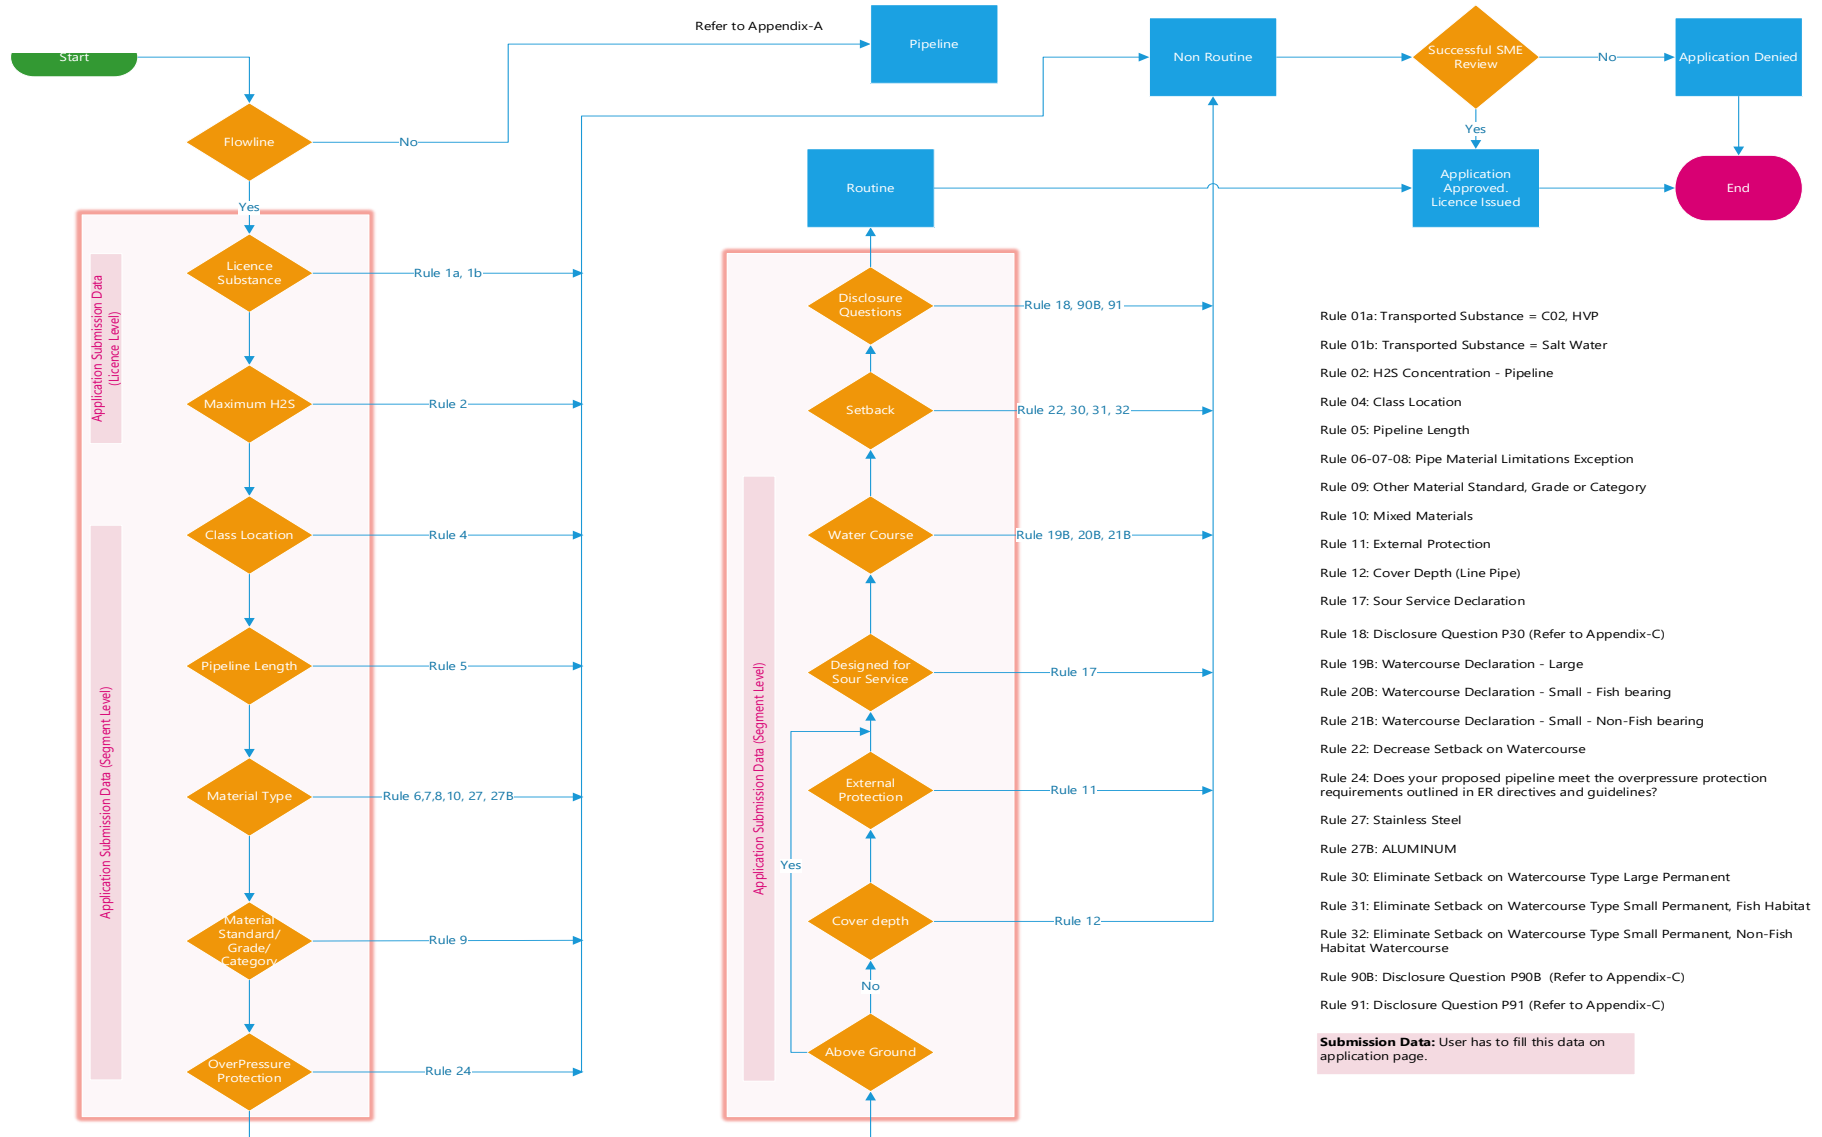 Start
Refer to Appendix-A
Pipeline
Non Routine
Successful SME
Review
No
Application Denied
Flowline
No
Yes
Yes
Routine
Application
Approved.
Licence Issued
End
Application Submission Data
(Licence Level)
Licence
Substance
Rule 1a, 1b
Maximum H2S
Rule 2
Application Submission Data (Segment Level)
Class Location
Rule 4
Pipeline Length
Rule 5
Material Type
Rule 6,7,8,10, 27, 27B
Material
Standard/
Grade/
Category
Rule 9
OverPressure
Protection
Rule 24
Application Submission Data (Segment Level)
Disclosure
Questions
Rule 18, 90B, 91
Setback
Rule 22, 30, 31, 32
Water Course
Rule 19B, 20B, 21B
Designed for
Sour Service
Rule 17
External
Protection
Rule 11
Yes
Cover depth
Rule 12
No
Above Ground
Rule 01a: Transported Substance = C02, HVP
Rule 01b: Transported Substance = Salt Water
Rule 02: H2S Concentration - Pipeline
Rule 04: Class Location
Rule 05: Pipeline Length
Rule 06-07-08: Pipe Material Limitations Exception
Rule 09: Other Material Standard, Grade or Category
Rule 10: Mixed Materials
Rule 11: External Protection
Rule 12: Cover Depth (Line Pipe)
Rule 17: Sour Service Declaration
Rule 18: Disclosure Question P30 (Refer to Appendix-C)
Rule 19B: Watercourse Declaration - Large
Rule 20B: Watercourse Declaration - Small - Fish bearing
Rule 21B: Watercourse Declaration - Small - Non-Fish bearing
Rule 22: Decrease Setback on Watercourse
Rule 24: Does your proposed pipeline meet the overpressure protection
requirements outlined in ER directives and guidelines?
Rule 27: Stainless Steel
Rule 27B: ALUMINUM
Rule 30: Eliminate Setback on Watercourse Type Large Permanent
Rule 31: Eliminate Setback on Watercourse Type Small Permanent, Fish Habitat
Rule 32: Eliminate Setback on Watercourse Type Small Permanent, Non-Fish
Habitat Watercourse
Rule 90B: Disclosure Question P90B (Refer to Appendix-C)
Rule 91: Disclosure Question P91 (Refer to Appendix-C)
Submission Data: User has to fill this data on
application page.